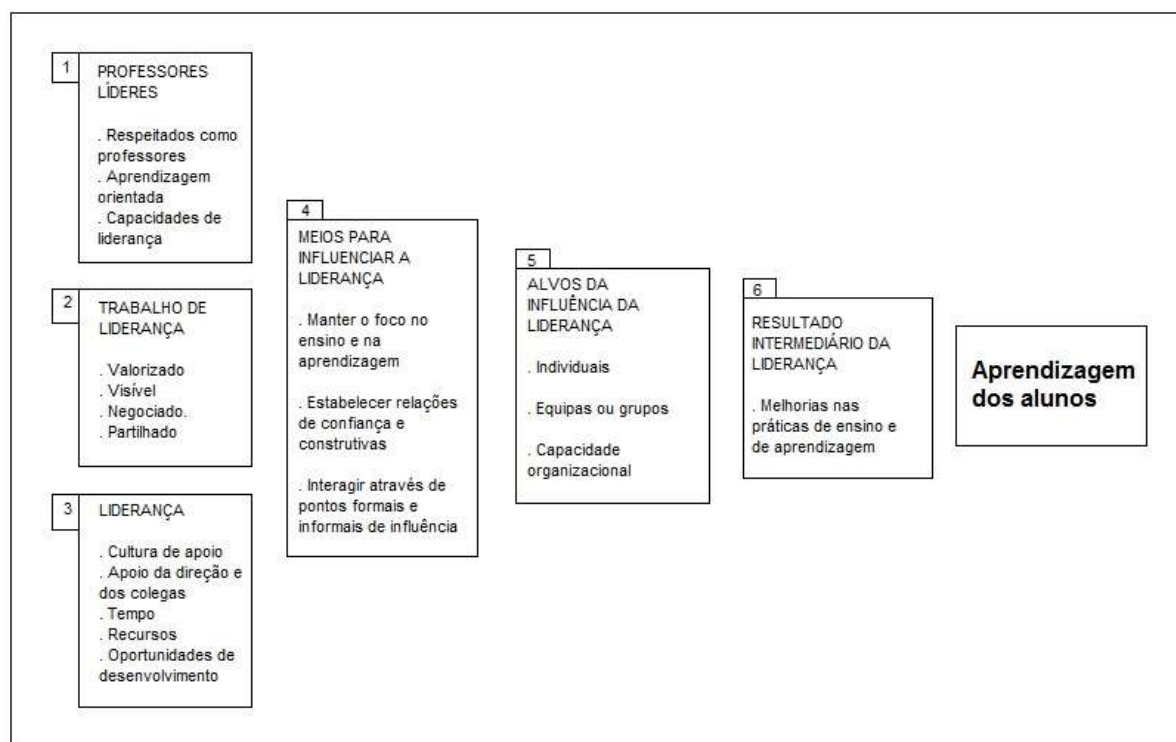 1
PROFESSORES
LÍDERES
. Respeitados como
professores
. Aprendizagem
orientada
. Capacidades de
liderança
2
TRABALHO DE
LIDERANÇA
. Valorizado
. Visível
. Negociado.
. Partilhado
3
LIDERANÇA
. Cultura de apoio
. Apoio da direção e
dos colegas
. Tempo
. Recursos
. Oportunidades de
desenvolvimento
4
MEIOS PARA
INFLUENCIAR A
LIDERANÇA
. Manter o foco no
ensino e na
aprendizagem
. Estabelecer relações
de confiança e
construtivas
. Interagir através de
pontos formais e
informais de influência
5
ALVOS DA
INFLUÊNCIA DA
LIDERANÇA
. Individuais
. Equipas ou grupos
. Capacidade
organizacional
6
RESULTADO
INTERMEDIÁRIO DA
LIDERANÇA
. Melhorias nas
práticas de ensino e
de aprendizagem
Aprendizagem
dos alunos